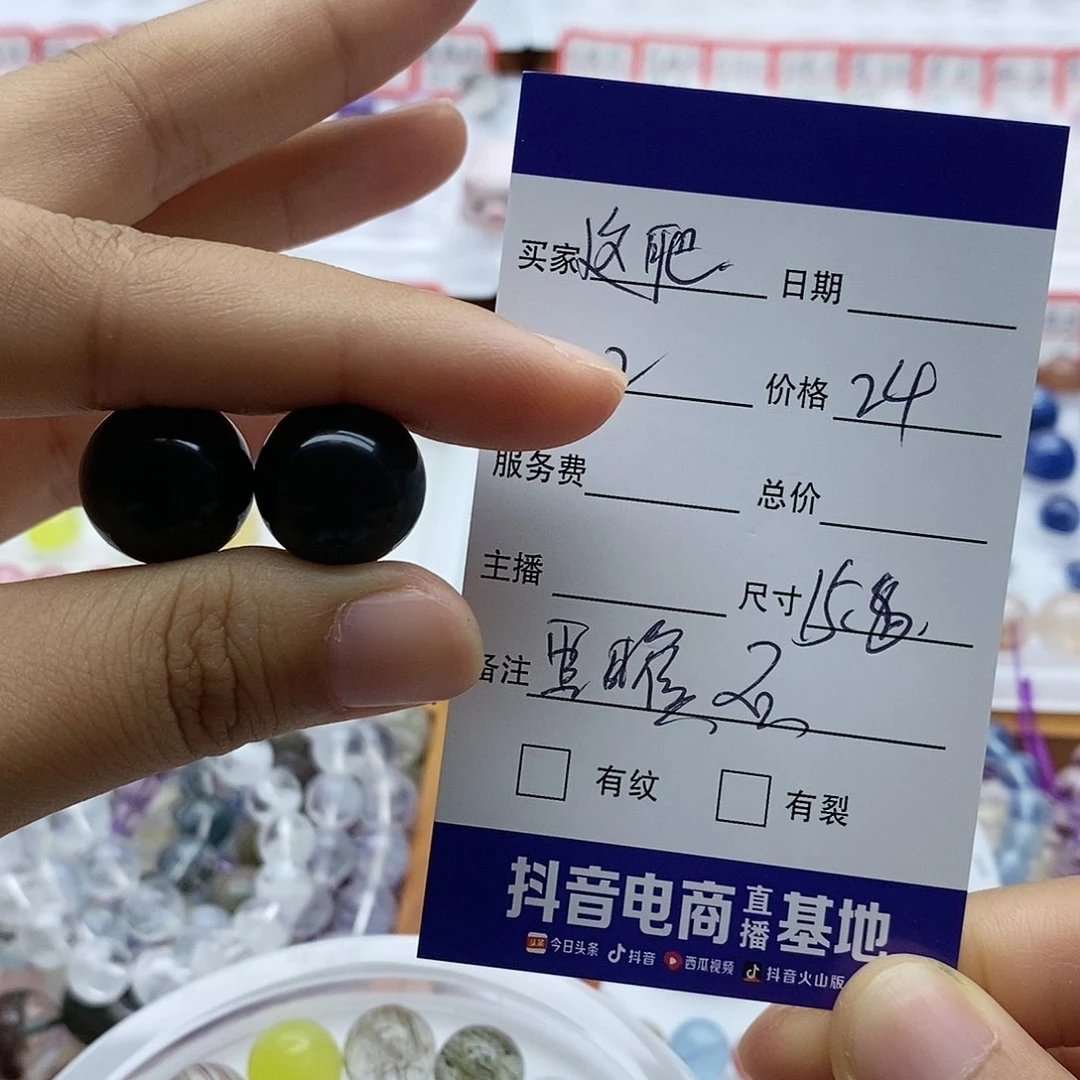 买家 这肥 日期
2 价格 24
服务费 总价
主播 尺寸 15.8
备注 黑曜石
有纹 有裂
抖音电商直播基地
今日头条 抖音 西瓜视频 抖音火山版